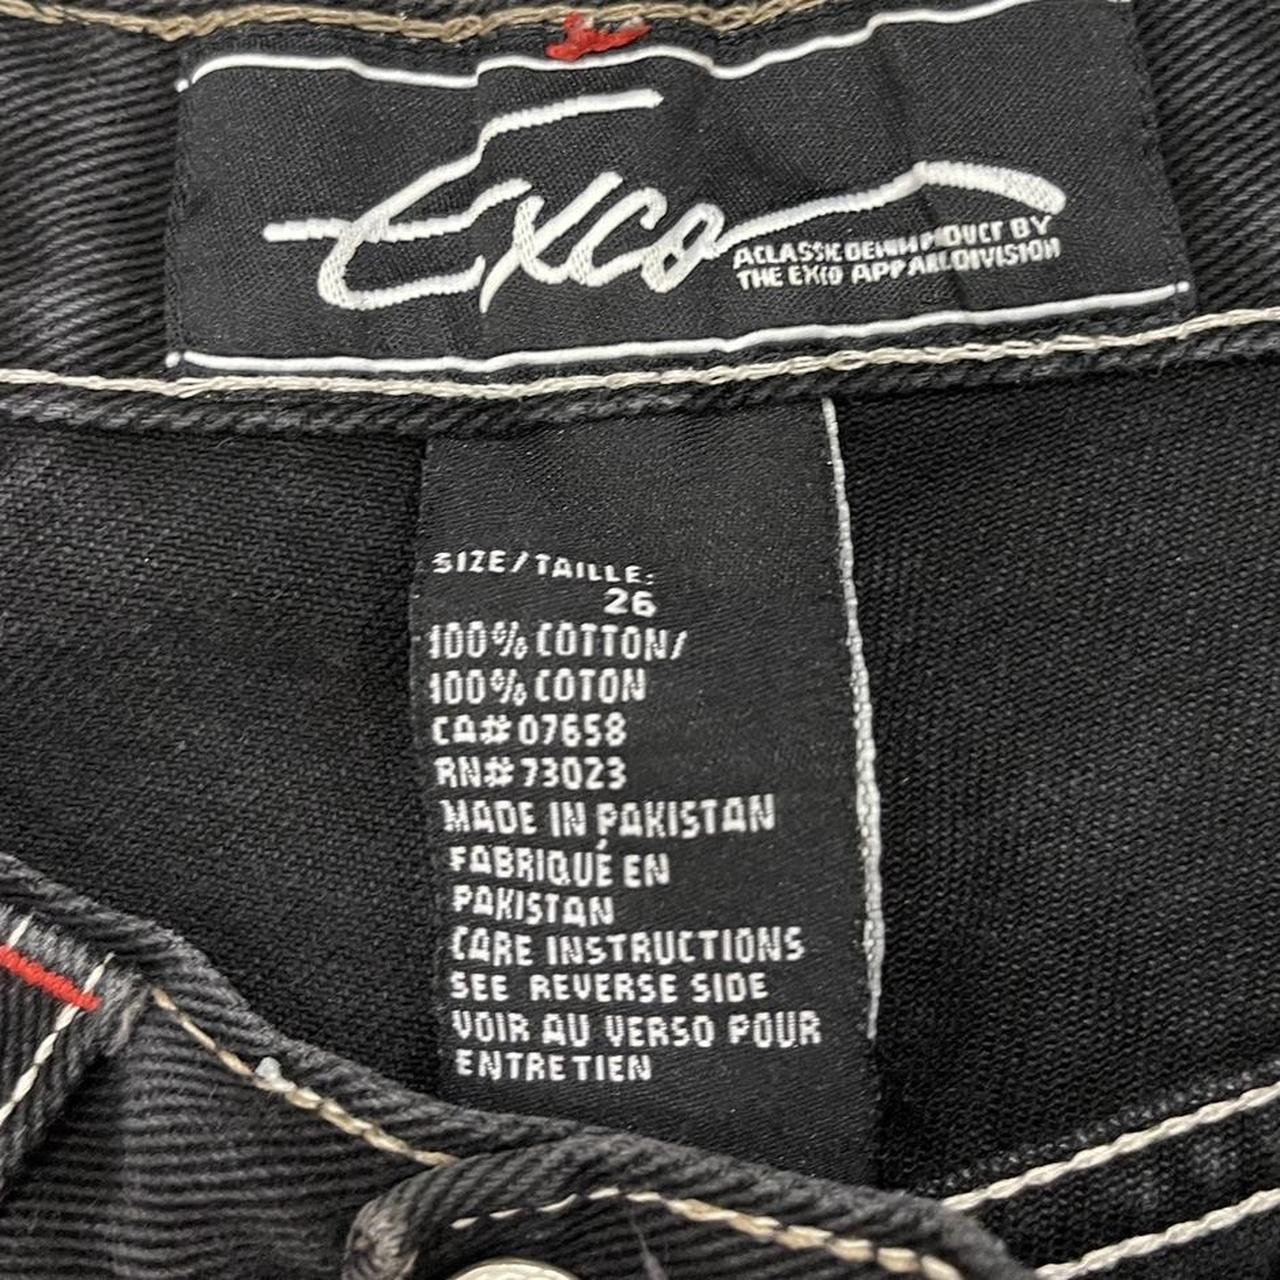 Exco
A CLASSIC DENIM PRODUCT BY
THE EXCO APPAREL DIVISION
SIZE/TAILLE:
26
100% COTTON/
100% COTON
CA# 07658
RN# 73023
MADE IN PAKISTAN
FABRIQUÉ EN
PAKISTAN
CARE INSTRUCTIONS
SEE REVERSE SIDE
VOIR AU VERSO POUR
ENTRETIEN